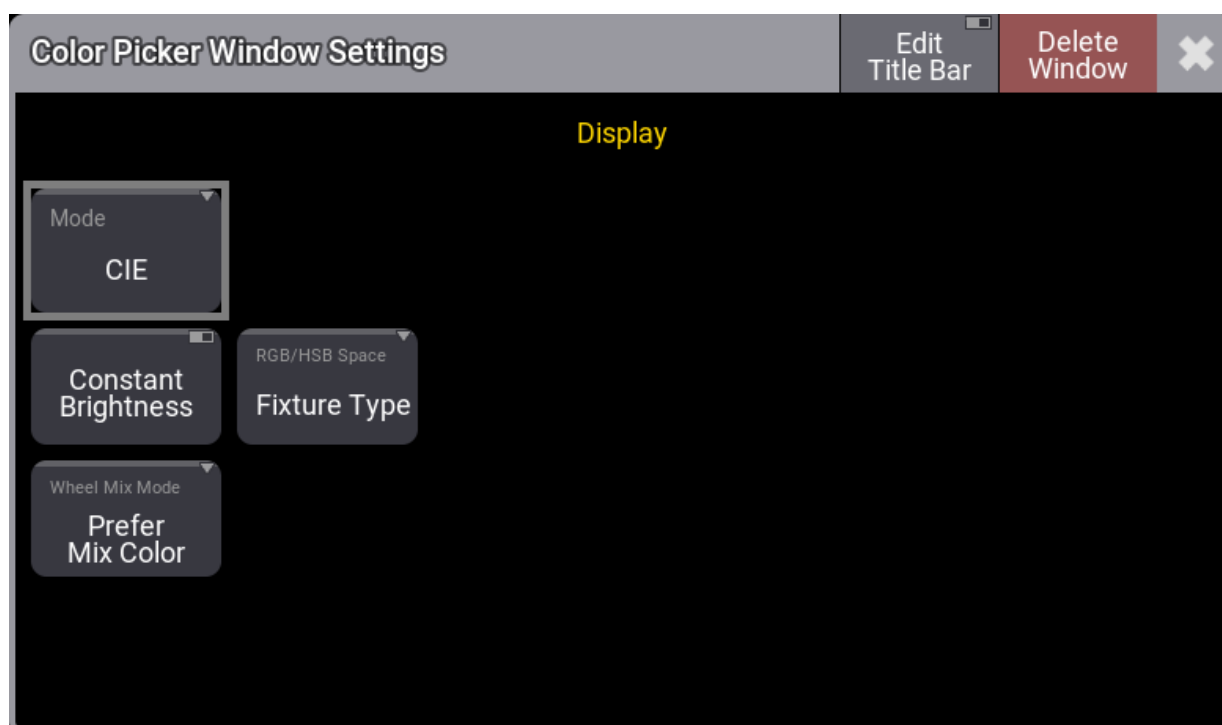 Color Picker Window Settings
Edit
Title Bar
Delete
Window
Display
Mode
CIE
Constant
Brightness
RGB/HSB Space
Fixture Type
Wheel Mix Mode
Prefer
Mix Color